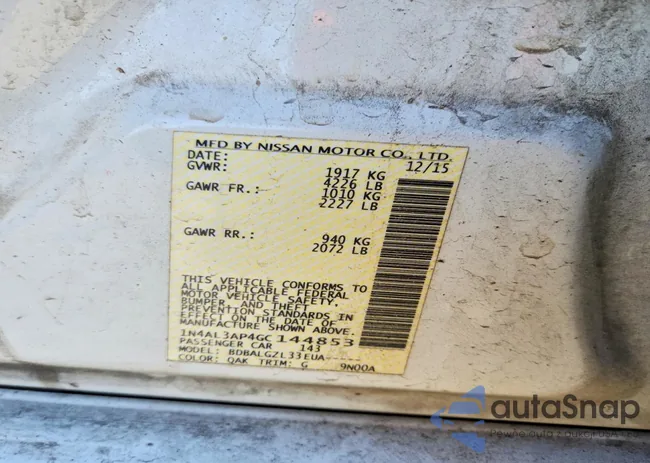 MFD BY NISSAN MOTOR CO., LTD.
DATE: 12/15
GVWR: 1917 KG
4226 LB
GAWR FR.: 1010 KG
2227 LB
GAWR RR.: 940 KG
2072 LB
THIS VEHICLE CONFORMS TO
ALL APPLICABLE FEDERAL
MOTOR VEHICLE SAFETY,
BUMPER, AND THEFT
PREVENTION STANDARDS IN
EFFECT ON THE DATE OF
MANUFACTURE SHOWN ABOVE.
1N4AL3AP4GC144853
PASSENGER CAR 143
MODEL: BDBALGZL33EUA-----
COLOR: QAK TRIM: G 9N00A
autaSnap
Pewne auta z